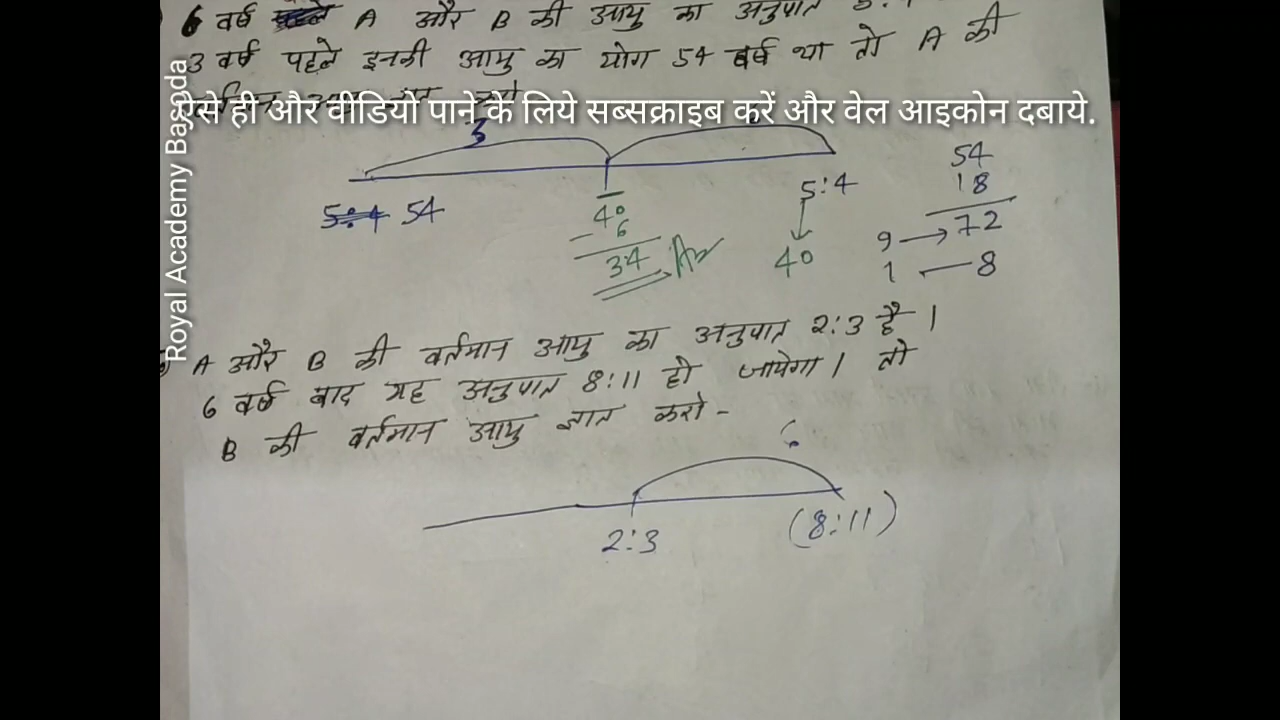 6 वर्ष A और B की आयु का अनुपात
3 वर्ष पहले इनकी आयु का योग 54 वर्ष था तो A की
ऐसे ही और वीडियो पाने के लिये सब्सक्राइब करें और वेल आइकोन दबाये.
Royal Academy Basoda
3
5:4 54
40
6
34 Ans
5:4
40
54
18
72
9 → 72
1 — 8
A और B की वर्तमान आयु का अनुपात 2:3 है ।
6 वर्ष बाद यह अनुपात 8:11 हो जायेगा । तो
B की वर्तमान आयु ज्ञात करो -
6
2:3
(8:11)